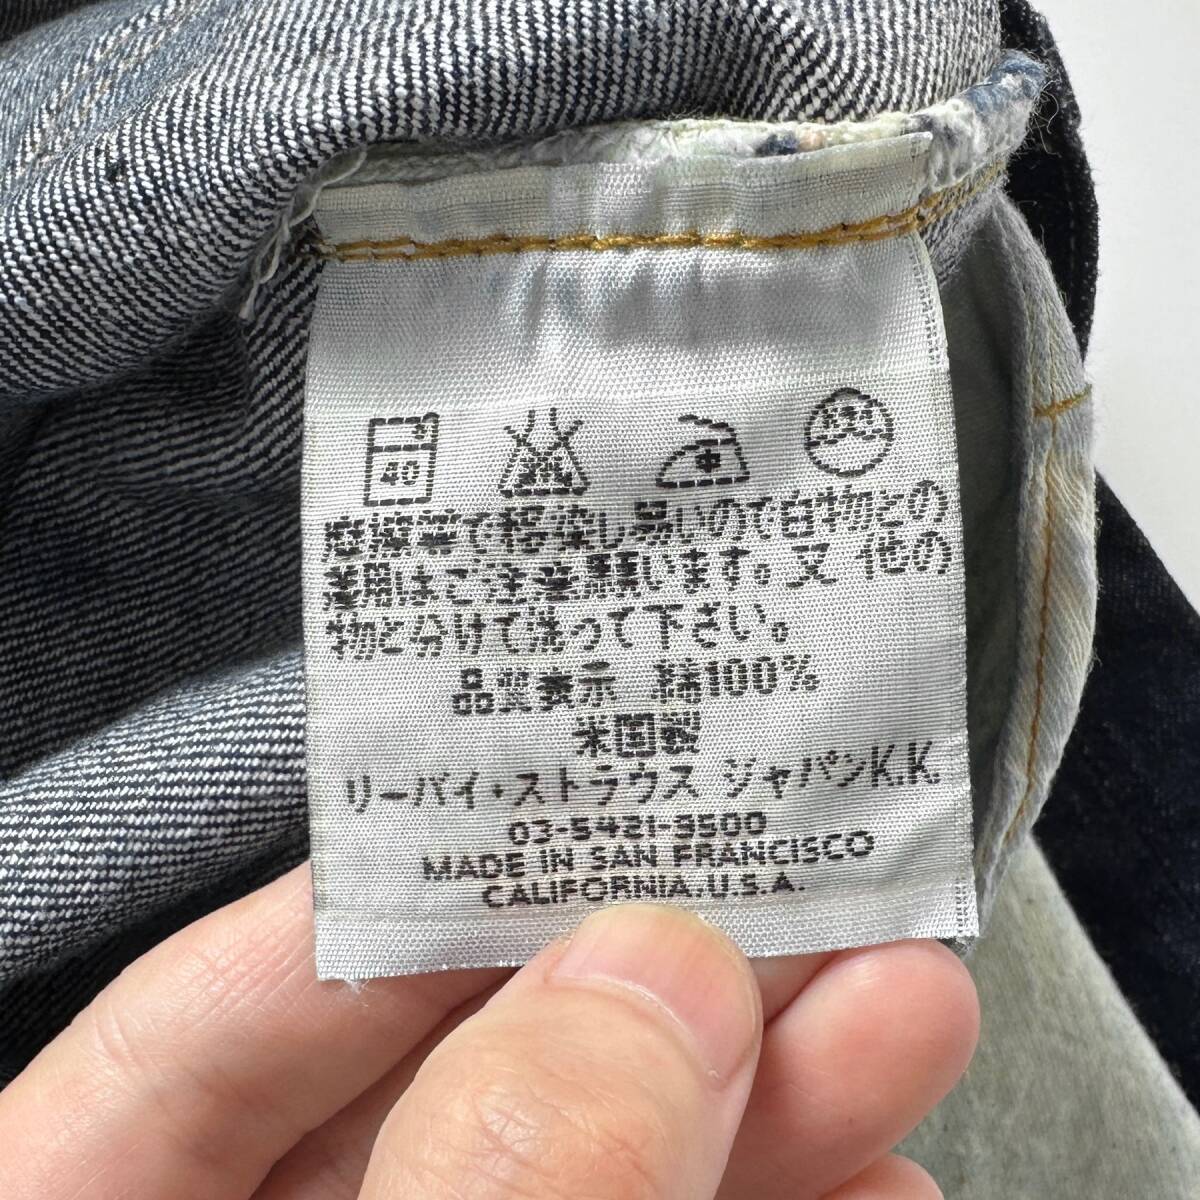 40
中
摩擦等で移染し易いので白物との
着用はご注意願います。又 他の
物と分けて洗って下さい。
品質表示 綿100%
米国製
リーバイ・ストラウス ジャパンK.K.
03-5421-3500
MADE IN SAN FRANCISCO
CALIFORNIA,U.S.A.